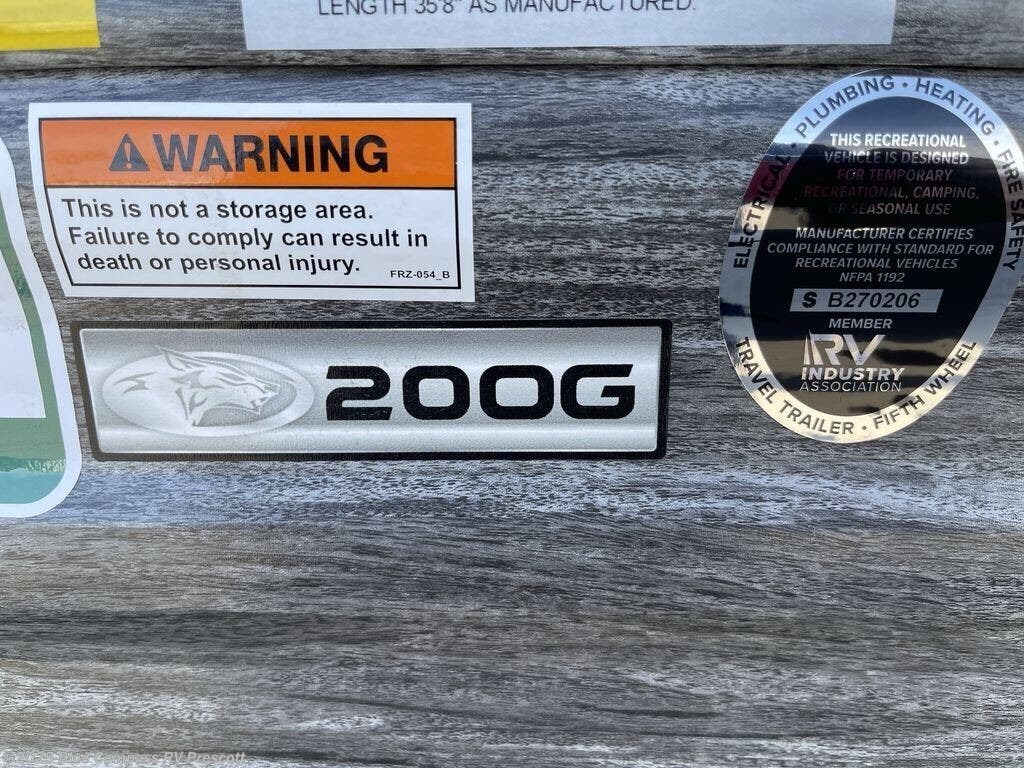 LENGTH 35'8" AS MANUFACTURED.
WARNING
This is not a storage area.
Failure to comply can result in
death or personal injury.
FRZ-054_B
200G
ELECTRICAL • PLUMBING • HEATING • FIRE SAFETY
THIS RECREATIONAL
VEHICLE IS DESIGNED
FOR TEMPORARY
RECREATIONAL, CAMPING,
OR SEASONAL USE
MANUFACTURER CERTIFIES
COMPLIANCE WITH STANDARD FOR
RECREATIONAL VEHICLES
NFPA 1192
S B270206
MEMBER
RV
INDUSTRY
ASSOCIATION
TRAVEL TRAILER • FIFTH WHEEL
Compass RV Prescott